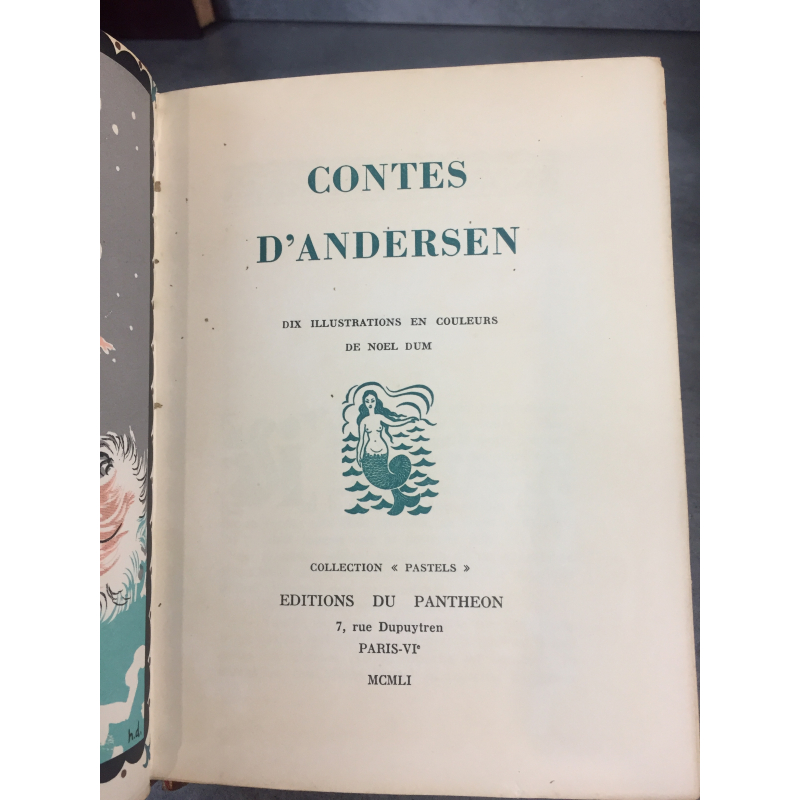 CONTES
D'ANDERSEN
DIX ILLUSTRATIONS EN COULEURS
DE NOEL DUM
COLLECTION « PASTELS »
EDITIONS DU PANTHEON
7, rue Dupuytren
PARIS-VIe
MCMLI
n.d.